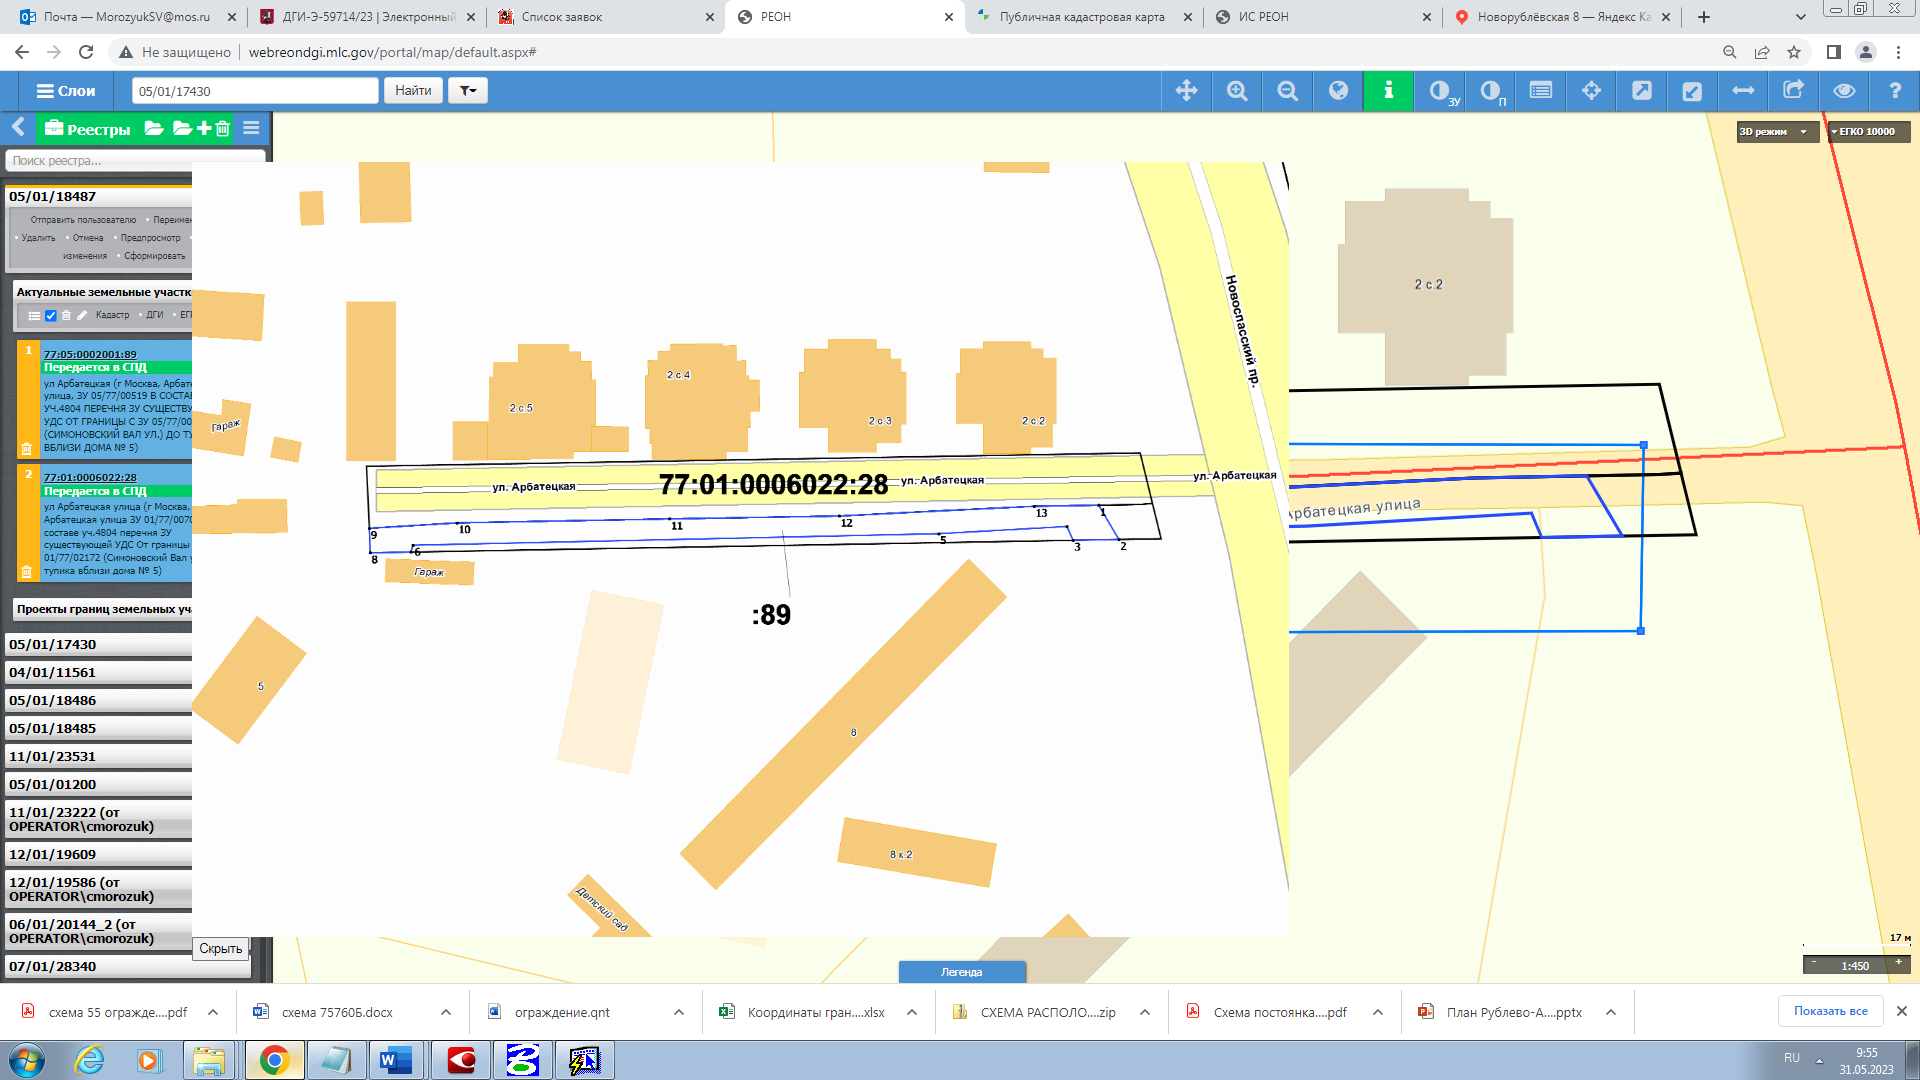 Почта — MorozyukSV@mos.ru
ДГИ-Э-59714/23 | Электронный
Список заявок
РЕОН
Публичная кадастровая карта
ИС РЕОН
Новорублёвская 8 — Яндекс Ка
Не защищено
webreondgi.mlc.gov/portal/map/default.aspx#
Слои
05/01/17430
Найти
ЗУ
П
?
Реестры
3D режим
ЕГКО 10000
Поиск реестра...
05/01/18487
Отправить пользователю • Переимен
• Удалить • Отмена • Предпросмотр •
изменения • Сформировать
Актуальные земельные участк
Кадастр • ДГИ • ЕГ
1
77:05:0002001:89
Передается в СПД
ул Арбатецкая (г Москва, Арбате
улица, ЗУ 05/77/00519 В СОСТА
УЧ.4804 ПЕРЕЧНЯ ЗУ СУЩЕСТВУ
УДС ОТ ГРАНИЦЫ С ЗУ 05/77/00
(СИМОНОВСКИЙ ВАЛ УЛ.) ДО ТУ
ВБЛИЗИ ДОМА № 5)
2
77:01:0006022:28
Передается в СПД
ул Арбатецкая улица (г Москва,
Арбатецкая улица ЗУ 01/77/0070
составе уч.4804 перечня ЗУ
существующей УДС От границы
01/77/02172 (Симоновский Вал у
тупика вблизи дома № 5)
Проекты границ земельных уча
05/01/17430
04/01/11561
05/01/18486
05/01/18485
11/01/23531
05/01/01200
11/01/23222 (от
OPERATOR\cmorozuk)
12/01/19609
12/01/19586 (от
OPERATOR\cmorozuk)
06/01/20144_2 (от
OPERATOR\cmorozuk)
07/01/28340
Скрыть
Гараж
2 с.5
2 с.4
2 с.3
2 с.2
Новоспасский пр.
2 с.2
ул. Арбатецкая
77:01:0006022:28
ул. Арбатецкая
ул. Арбатецкая
Арбатецкая улица
9
10
11
12
13
1
8
6
5
3
2
Гараж
:89
5
8
8 к.2
Детский сад
Легенда
17 м
- 1:450 +
схема 55 огражде....pdf
схема 75760Б.docx
ограждение.qnt
Координаты гран....xlsx
СХЕМА РАСПОЛО....zip
Схема постоянка....pdf
План Рублево-А....pptx
Показать все
RU
9:55
31.05.2023